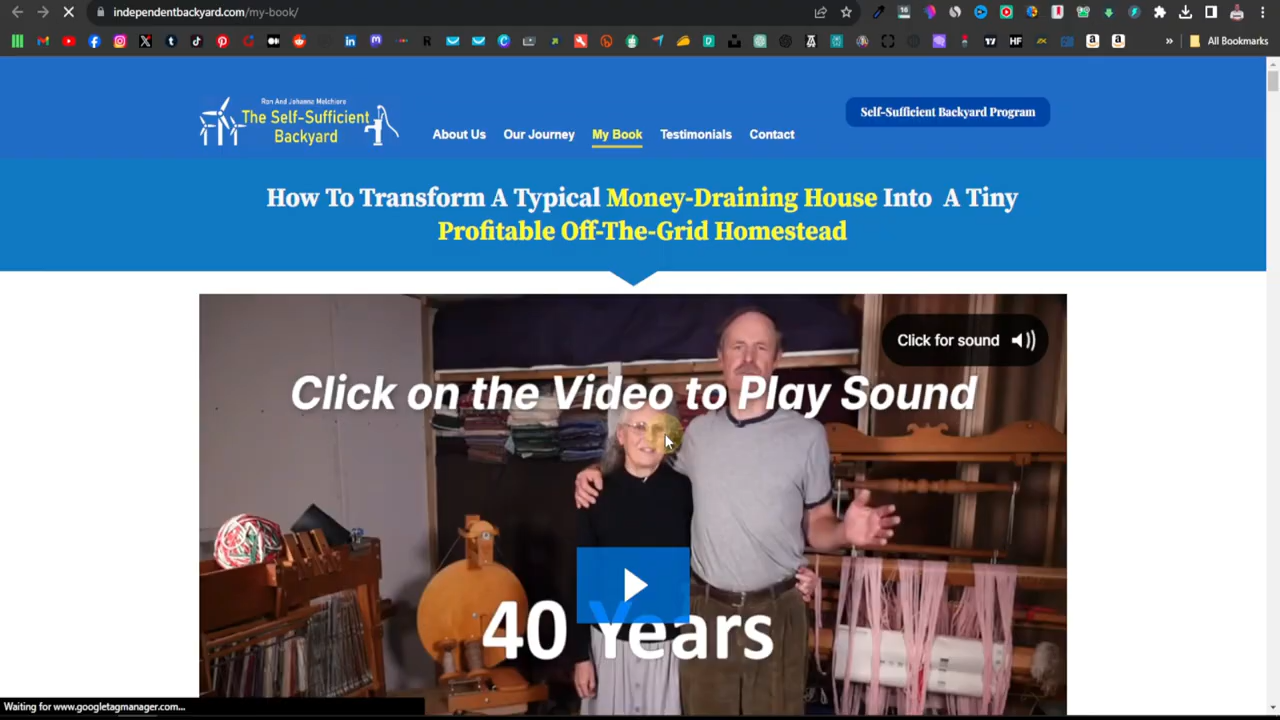 independentbackyard.com/my-book/
All Bookmarks
Ron And Johanna Melchiore
The Self-Sufficient
Backyard
About Us
Our Journey
My Book
Testimonials
Contact
Self-Sufficient Backyard Program
How To Transform A Typical Money-Draining House Into A Tiny
Profitable Off-The-Grid Homestead
Click for sound
Click on the Video to Play Sound
40 Years
Waiting for www.googletagmanager.com...